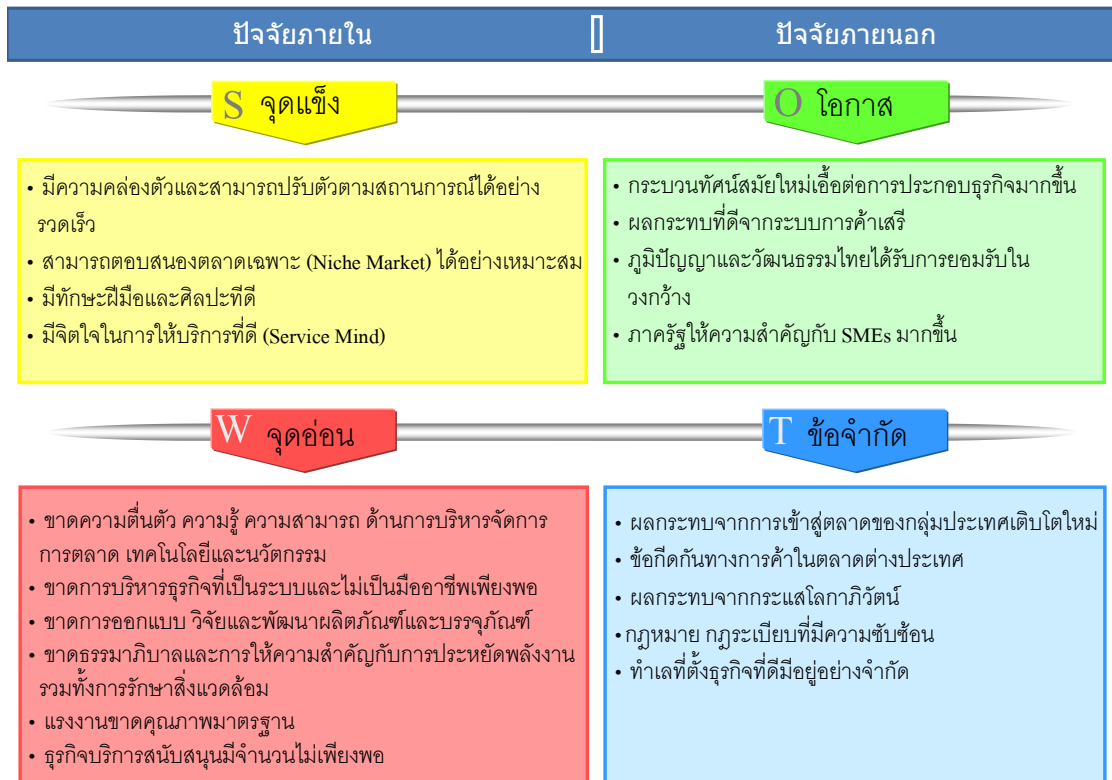 ปัจจัยภายใน
ปัจจัยภายนอก
S จุดแข็ง
O โอกาส
• มีความคล่องตัวและสามารถปรับตัวตามสถานการณ์ได้อย่าง
รวดเร็ว
• สามารถตอบสนองตลาดเฉพาะ (Niche Market) ได้อย่างเหมาะสม
• มีทักษะฝีมือและศิลปะทีดี
• มีจิตใจในการให้บริการที่ดี (Service Mind)
• กระบวนทัศน์สมัยใหม่เอื้อต่อการประกอบธุรกิจมากขึ้น
• ผลกระทบที่ดีจากระบบการค้าเสรี
• ภูมิปัญญาและวัฒนธรรมไทยได้รับการยอมรับใน
วงกว้าง
• ภาครัฐให้ความสำคัญกับ SMEs มากขึ้น
W จุดอ่อน
T ข้อจำกัด
• ขาดความตื่นตัว ความรู้ ความสามารถ ด้านการบริหารจัดการ
การตลาด เทคโนโลยีและนวัตกรรม
• ขาดการบริหารธุรกิจที่เป็นระบบและไม่เป็นมืออาชีพเพียงพอ
• ขาดการออกแบบ วิจัยและพัฒนาผลิตภัณฑ์และบรรจุภัณฑ์
• ขาดธรรมาภิบาลและการให้ความสำคัญกับการประหยัดพลังงาน
รวมทั้งการรักษาสิ่งแวดล้อม
• แรงงานขาดคุณภาพมาตรฐาน
• ธุรกิจบริการสนับสนุนมีจำนวนไม่เพียงพอ
• ผลกระทบจากการเข้าสู่ตลาดของกลุ่มประเทศเติบโตใหม่
• ข้อกีดกันทางการค้าในตลาดต่างประเทศ
• ผลกระทบจากกระแสโลกาภิวัตน์
•กฎหมาย กฎระเบียบที่มีความซับซ้อน
• ทำเลที่ตั้งธุรกิจที่ดีมีอยู่อย่างจำกัด